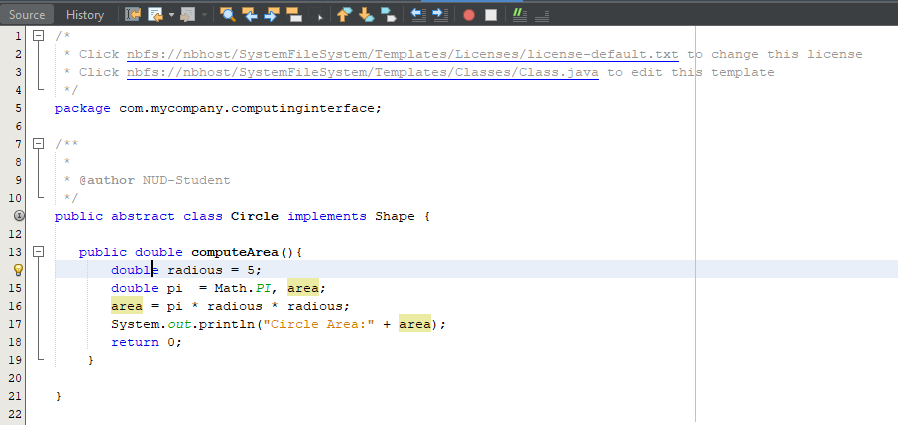 Source History
1 /*
2 * Click nbfs://nbhost/SystemFileSystem/Templates/Licenses/license-default.txt to change this license
3 * Click nbfs://nbhost/SystemFileSystem/Templates/Classes/Class.java to edit this template
4 */
5 package com.mycompany.computinginterface;
6
7 /**
8 *
9 * @author NUD-Student
10 */
public abstract class Circle implements Shape {
12
13 public double computeArea(){
double radious = 5;
15 double pi  = Math.PI, area;
16 area = pi * radious * radious;
17 System.out.println("Circle Area:" + area);
18 return 0;
19 }
20
21 }
22